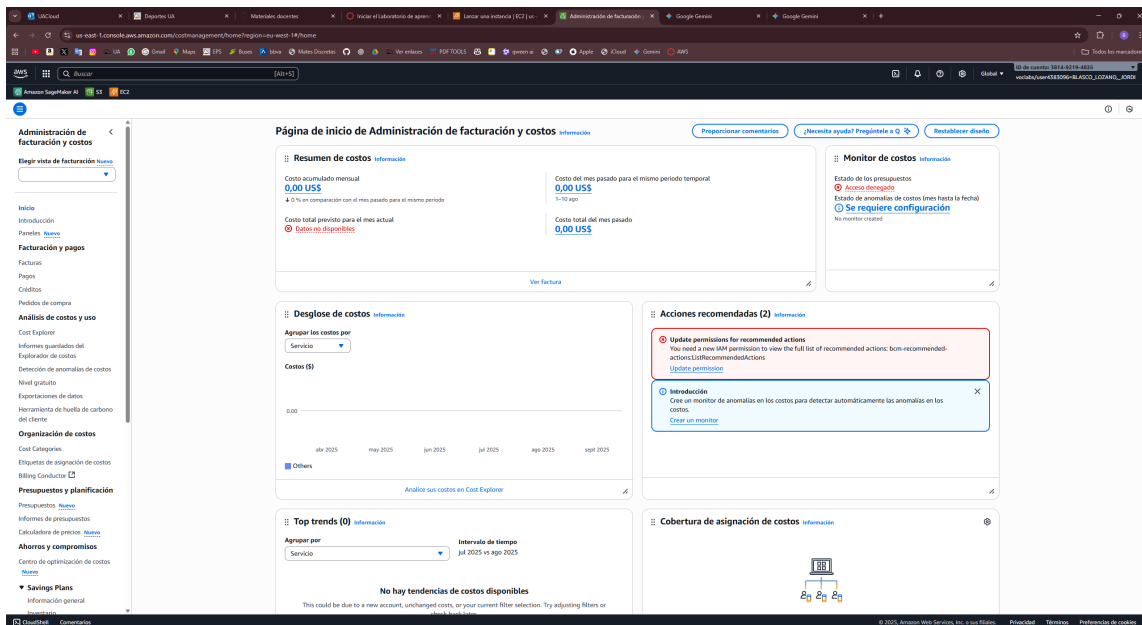 UACloud
Deportes UA
Materiales docentes
Iniciar el Laboratorio de apren
Lanzar una instancia | EC2 | us-
Administración de facturación
Google Gemini
Google Gemini
us-east-1.console.aws.amazon.com/costmanagement/home?region=eu-west-1#/home
UA
Gmail
Maps
EPS
Buses
bbva
Mates Discretas
Ver enlaces
PDF TOOLS
qwen ai
Apple
iCloud
Gemini
AWS
Todos los marcadores
aws
Buscar
[Alt+S]
Global
ID de cuenta: 3814-9219-4835
voclabs/user4383096=BLASCO_LOZANO,_JORDI
Amazon SageMaker AI
S3
EC2
Administración de
facturación y costos
Elegir vista de facturación Nuevo
Inicio
Introducción
Paneles Nuevo
Facturación y pagos
Facturas
Pagos
Créditos
Pedidos de compra
Análisis de costos y uso
Cost Explorer
Informes guardados del
Explorador de costos
Detección de anomalías de costos
Nivel gratuito
Exportaciones de datos
Herramienta de huella de carbono
del cliente
Organización de costos
Cost Categories
Etiquetas de asignación de costos
Billing Conductor
Presupuestos y planificación
Presupuestos Nuevo
Informes de presupuestos
Calculadora de precios Nuevo
Ahorros y compromisos
Centro de optimización de costos
Nuevo
Savings Plans
Información general
Inventario
Página de inicio de Administración de facturación y costos Información
Proporcionar comentarios
¿Necesita ayuda? Pregúntele a Q
Restablecer diseño
Resumen de costos Información
Costo acumulado mensual
0,00 US$
0 % en comparación con el mes pasado para el mismo periodo
Costo del mes pasado para el mismo periodo temporal
0,00 US$
1–10 ago
Costo total previsto para el mes actual
Datos no disponibles
Costo total del mes pasado
0,00 US$
Ver factura
Monitor de costos Información
Estado de los presupuestos
Acceso denegado
Estado de anomalías de costos (mes hasta la fecha)
Se requiere configuración
No monitor created
Desglose de costos Información
Agrupar los costos por
Servicio
Costos ($)
0.00
abr 2025 may 2025 jun 2025 jul 2025 ago 2025 sept 2025
Others
Analice sus costos en Cost Explorer
Acciones recomendadas (2) Información
Update permissions for recommended actions
You need a new IAM permission to view the full list of recommended actions: bcm-recommended-
actions:ListRecommendedActions
Update permission
Introducción
Cree un monitor de anomalías en los costos para detectar automáticamente las anomalías en los
costos.
Crear un monitor
Top trends (0) Información
Agrupar por
Servicio
Intervalo de tiempo
jul 2025 vs ago 2025
No hay tendencias de costos disponibles
This could be due to a new account, unchanged costs, or your current filter selection. Try adjusting filters or
check back later.
Cobertura de asignación de costos Información
CloudShell
Comentarios
© 2025, Amazon Web Services, Inc. o sus filiales.
Privacidad
Términos
Preferencias de cookies